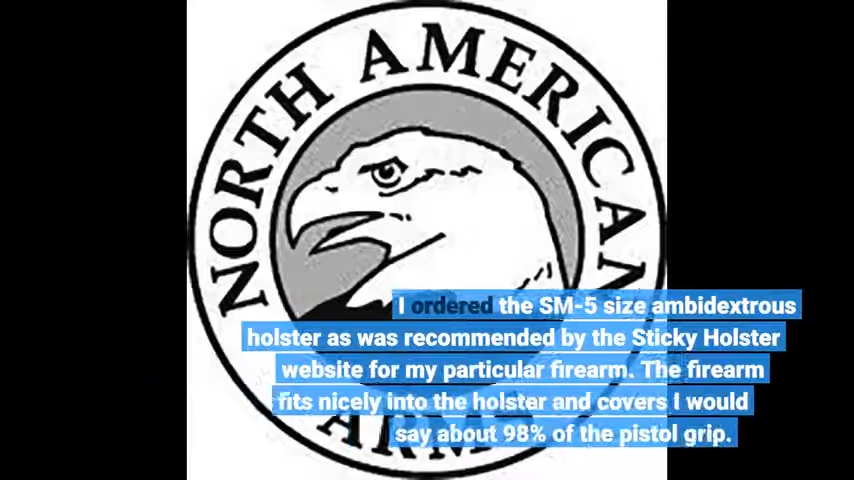 NORTH AMERICAN
ARMS
I ordered the SM-5 size ambidextrous
holster as was recommended by the Sticky Holster
website for my particular firearm. The firearm
fits nicely into the holster and covers I would
say about 98% of the pistol grip.